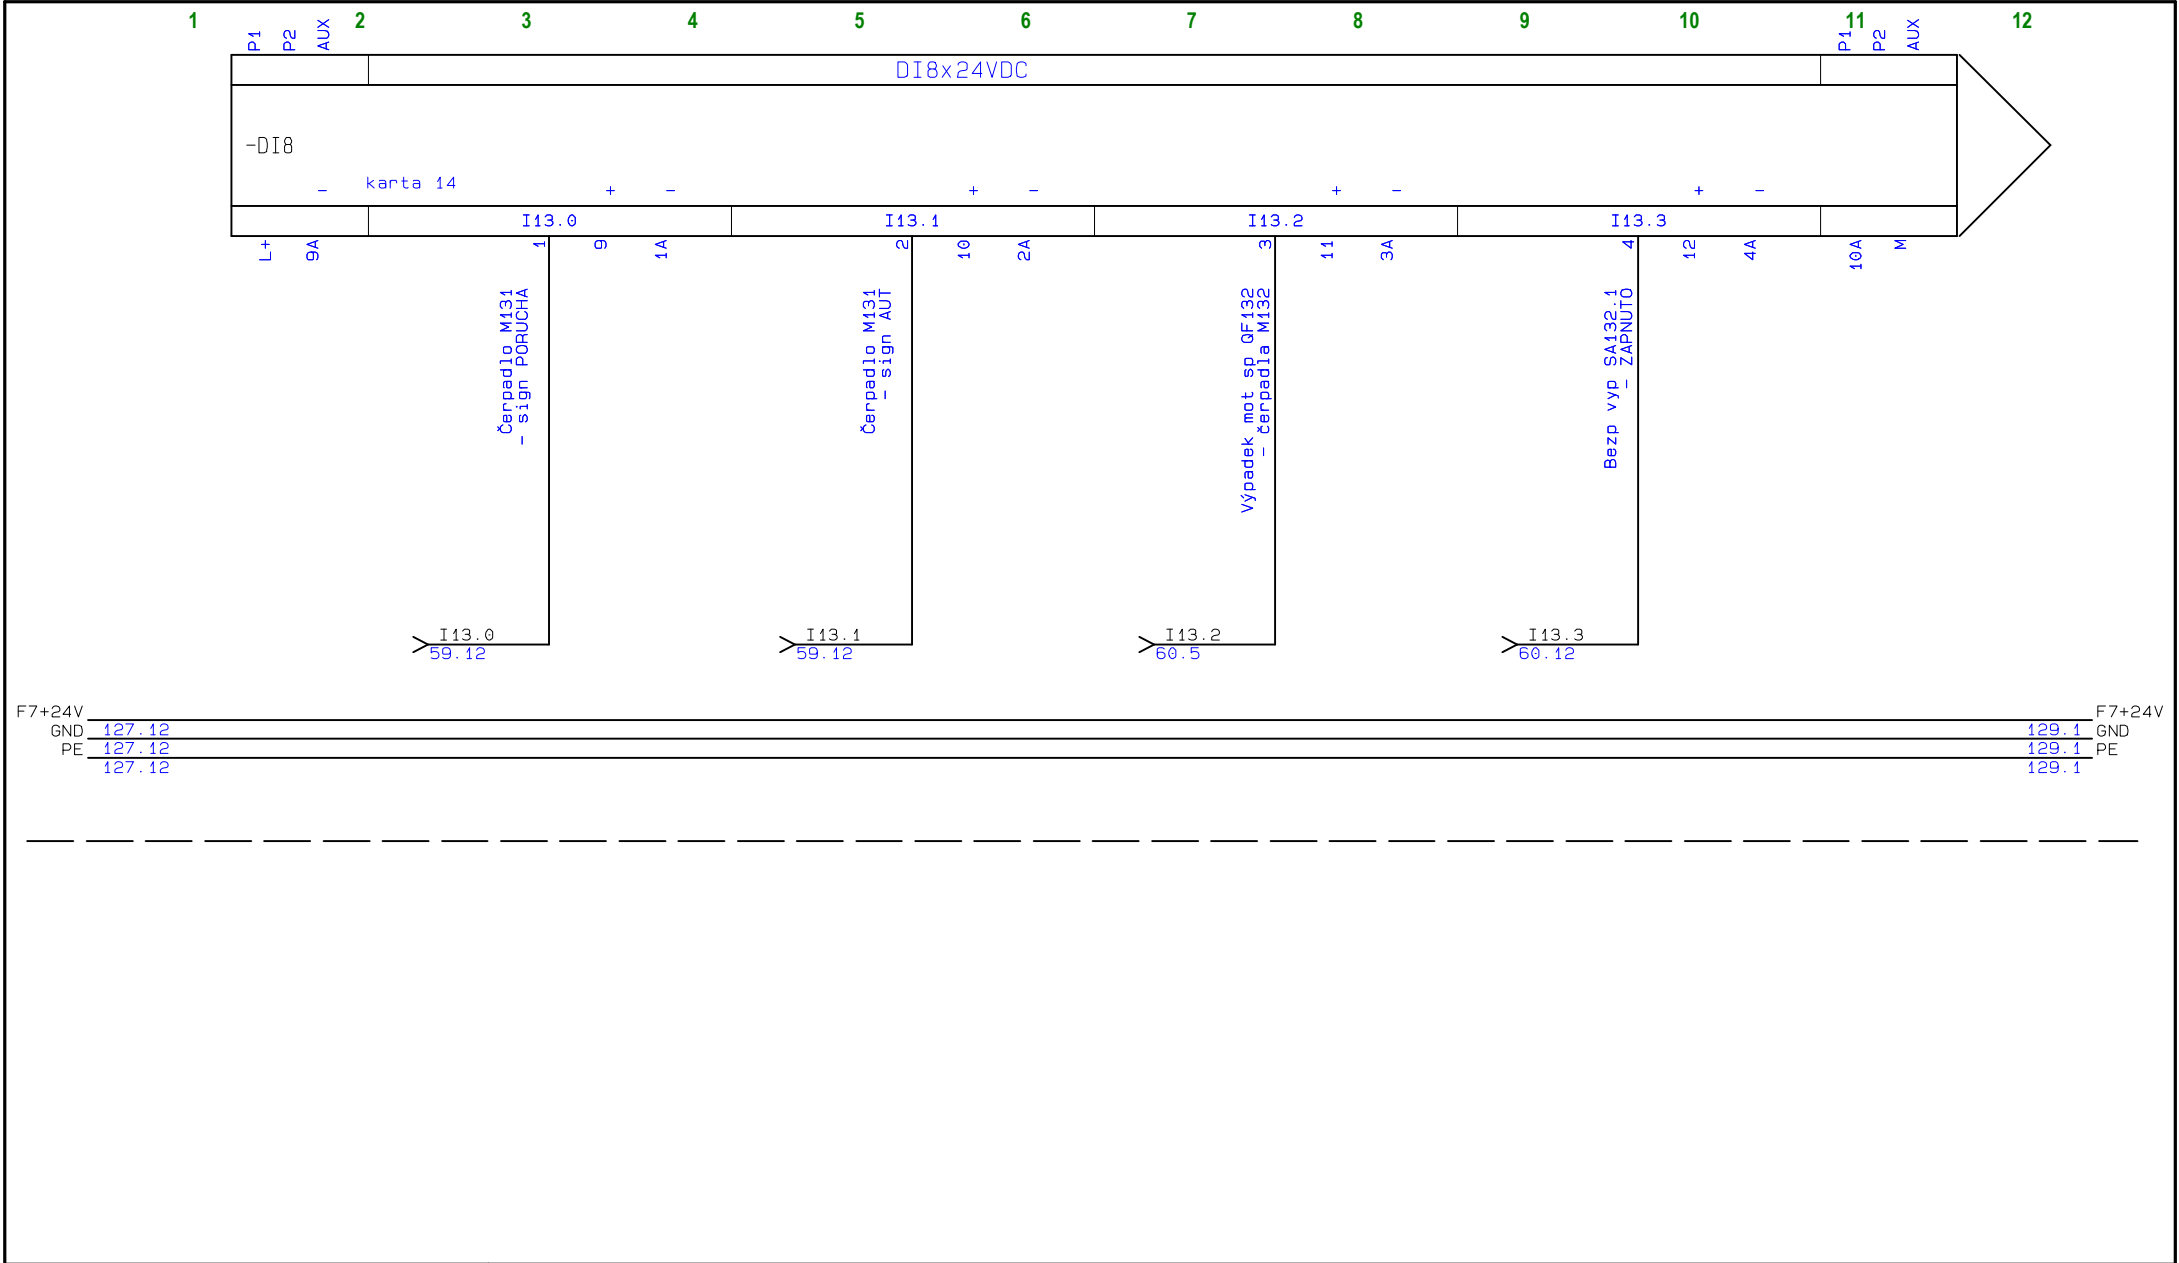 1 2 3 4 5 6 7 8 9 10 11 12
P1 P2 AUX P1 P2 AUX
DI8x24VDC
-DI8
- karta 14 + - + - + - + -
I13.0 I13.1 I13.2 I13.3
L+ 9A 1 9 1A 2 10 2A 3 11 3A 4 12 4A 10A M
Čerpadlo M131
- sign PORUCHA
Čerpadlo M131
- sign AUT
Výpadek mot sp QF132
- čerpadla M132
Bezp vyp SA132.1
- ZAPNUTO
I13.0 I13.1 I13.2 I13.3
59.12 59.12 60.5 60.12
F7+24V F7+24V
GND 127.12 129.1 GND
PE 127.12 129.1 PE
127.12 129.1